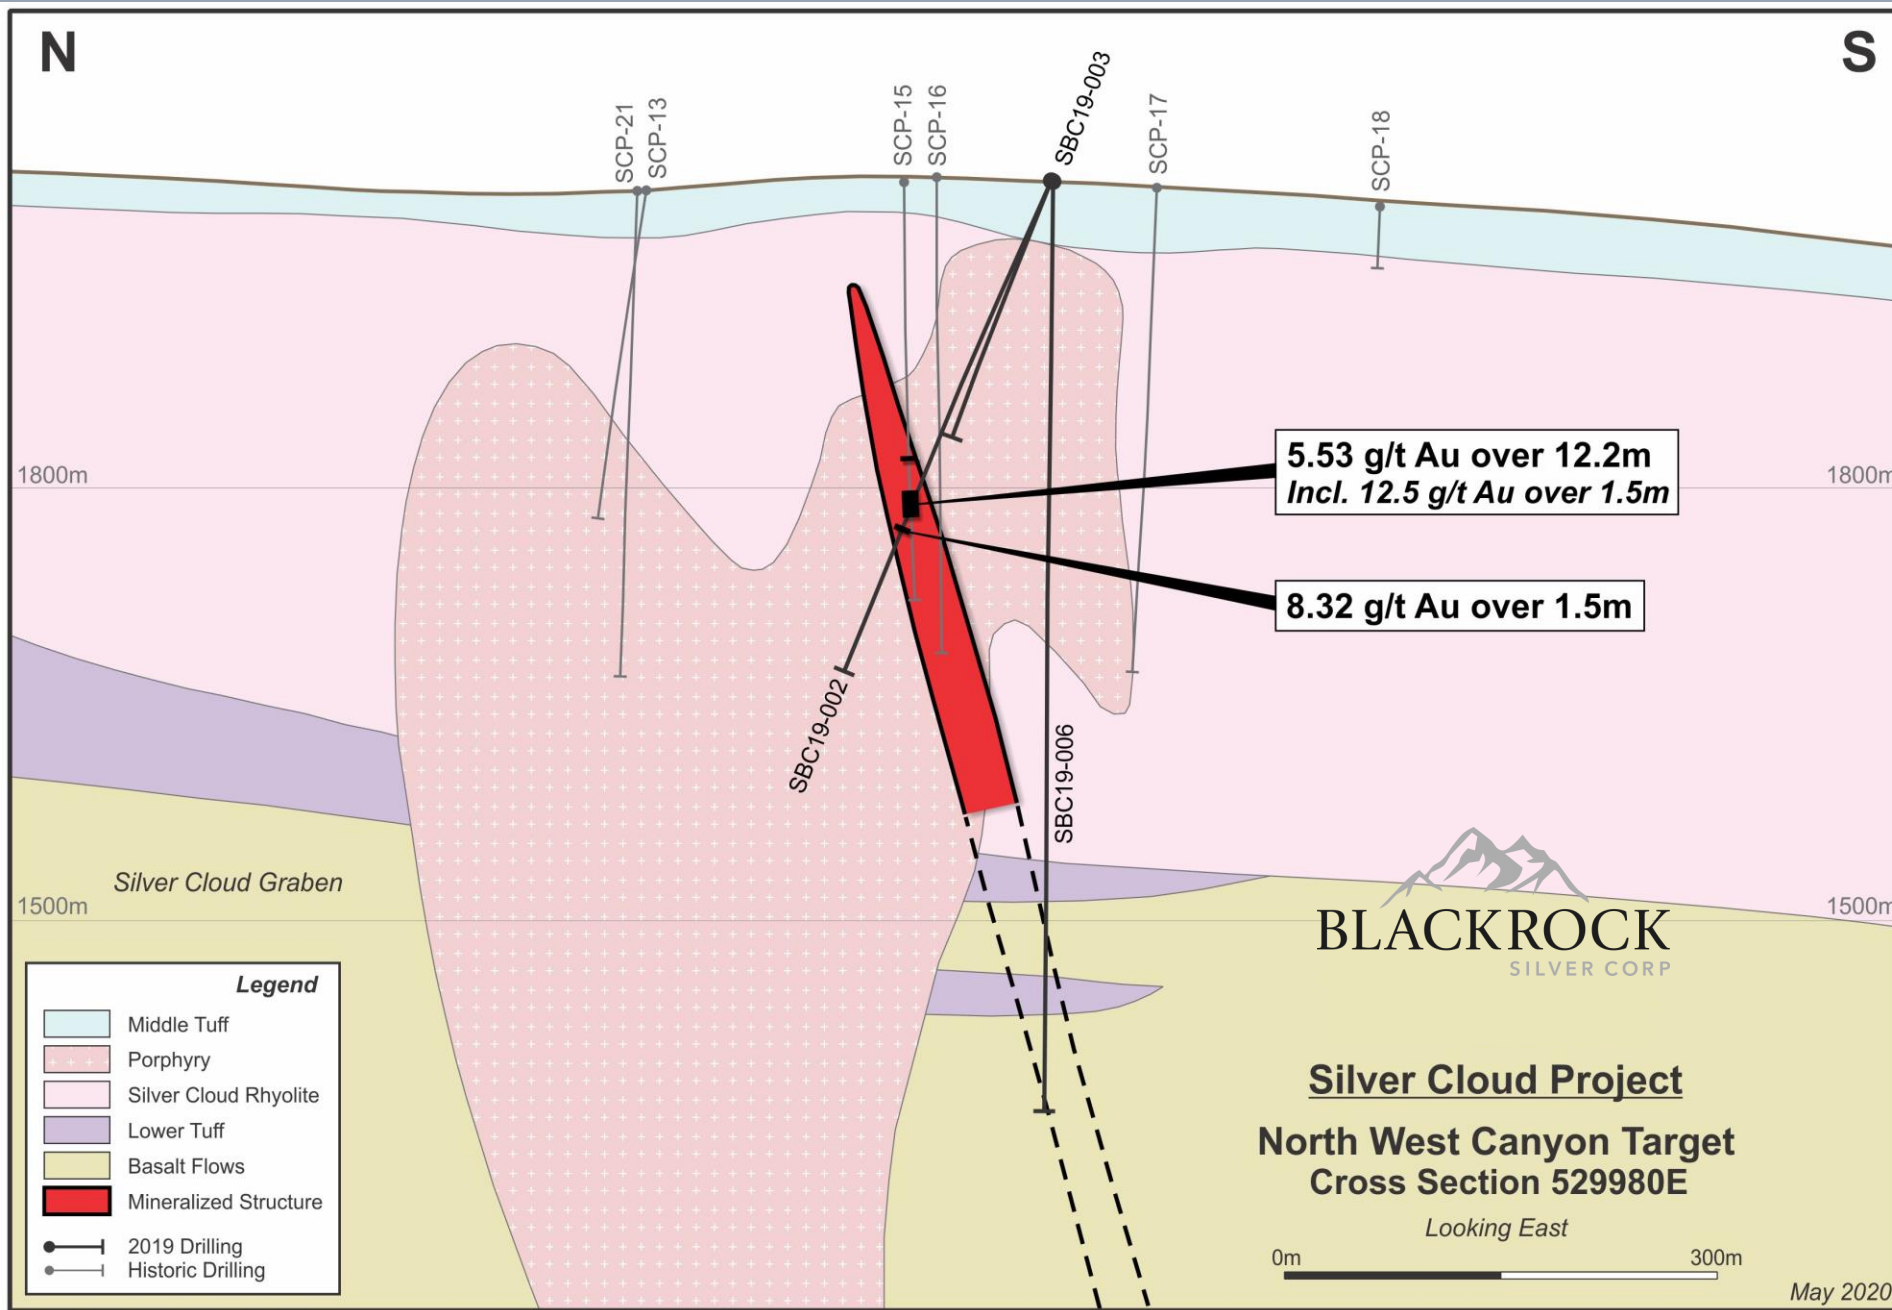 N
S
SCP-21
SCP-13
SCP-15
SCP-16
SBC19-003
SCP-17
SCP-18
1800m
1800m
5.53 g/t Au over 12.2m
Incl. 12.5 g/t Au over 1.5m
8.32 g/t Au over 1.5m
SBC19-002
SBC19-006
Silver Cloud Graben
1500m
1500m
BLACKROCK
SILVER CORP
Legend
Middle Tuff
Porphyry
Silver Cloud Rhyolite
Lower Tuff
Basalt Flows
Mineralized Structure
2019 Drilling
Historic Drilling
Silver Cloud Project
North West Canyon Target
Cross Section 529980E
Looking East
0m
300m
May 2020